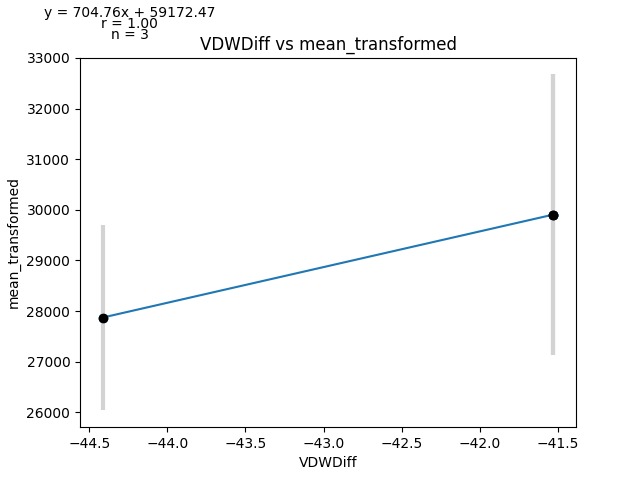 y = 704.76x + 59172.47
r = 1.00
n = 3
VDWDiff vs mean_transformed
33000
32000
31000
30000
29000
28000
27000
26000
mean_transformed
−44.5 −44.0 −43.5 −43.0 −42.5 −42.0 −41.5
VDWDiff